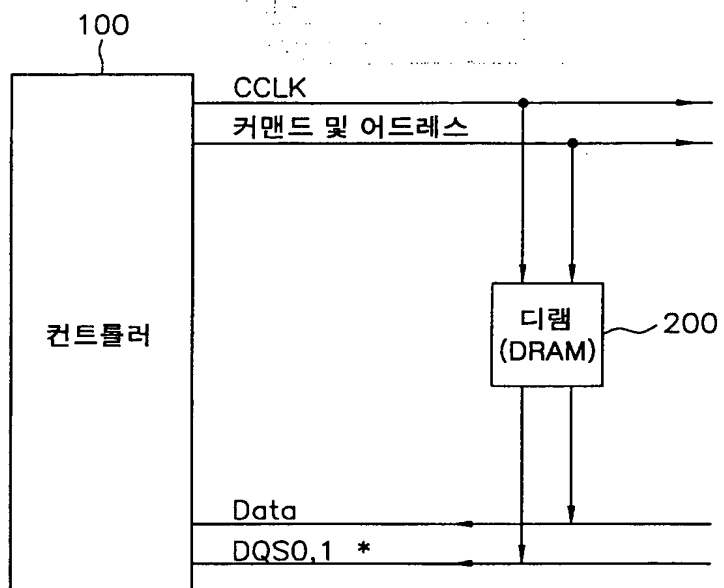 100
CCLK
커맨드 및 어드레스
컨트롤러
디램
(DRAM)
200
Data
DQS0,1 *